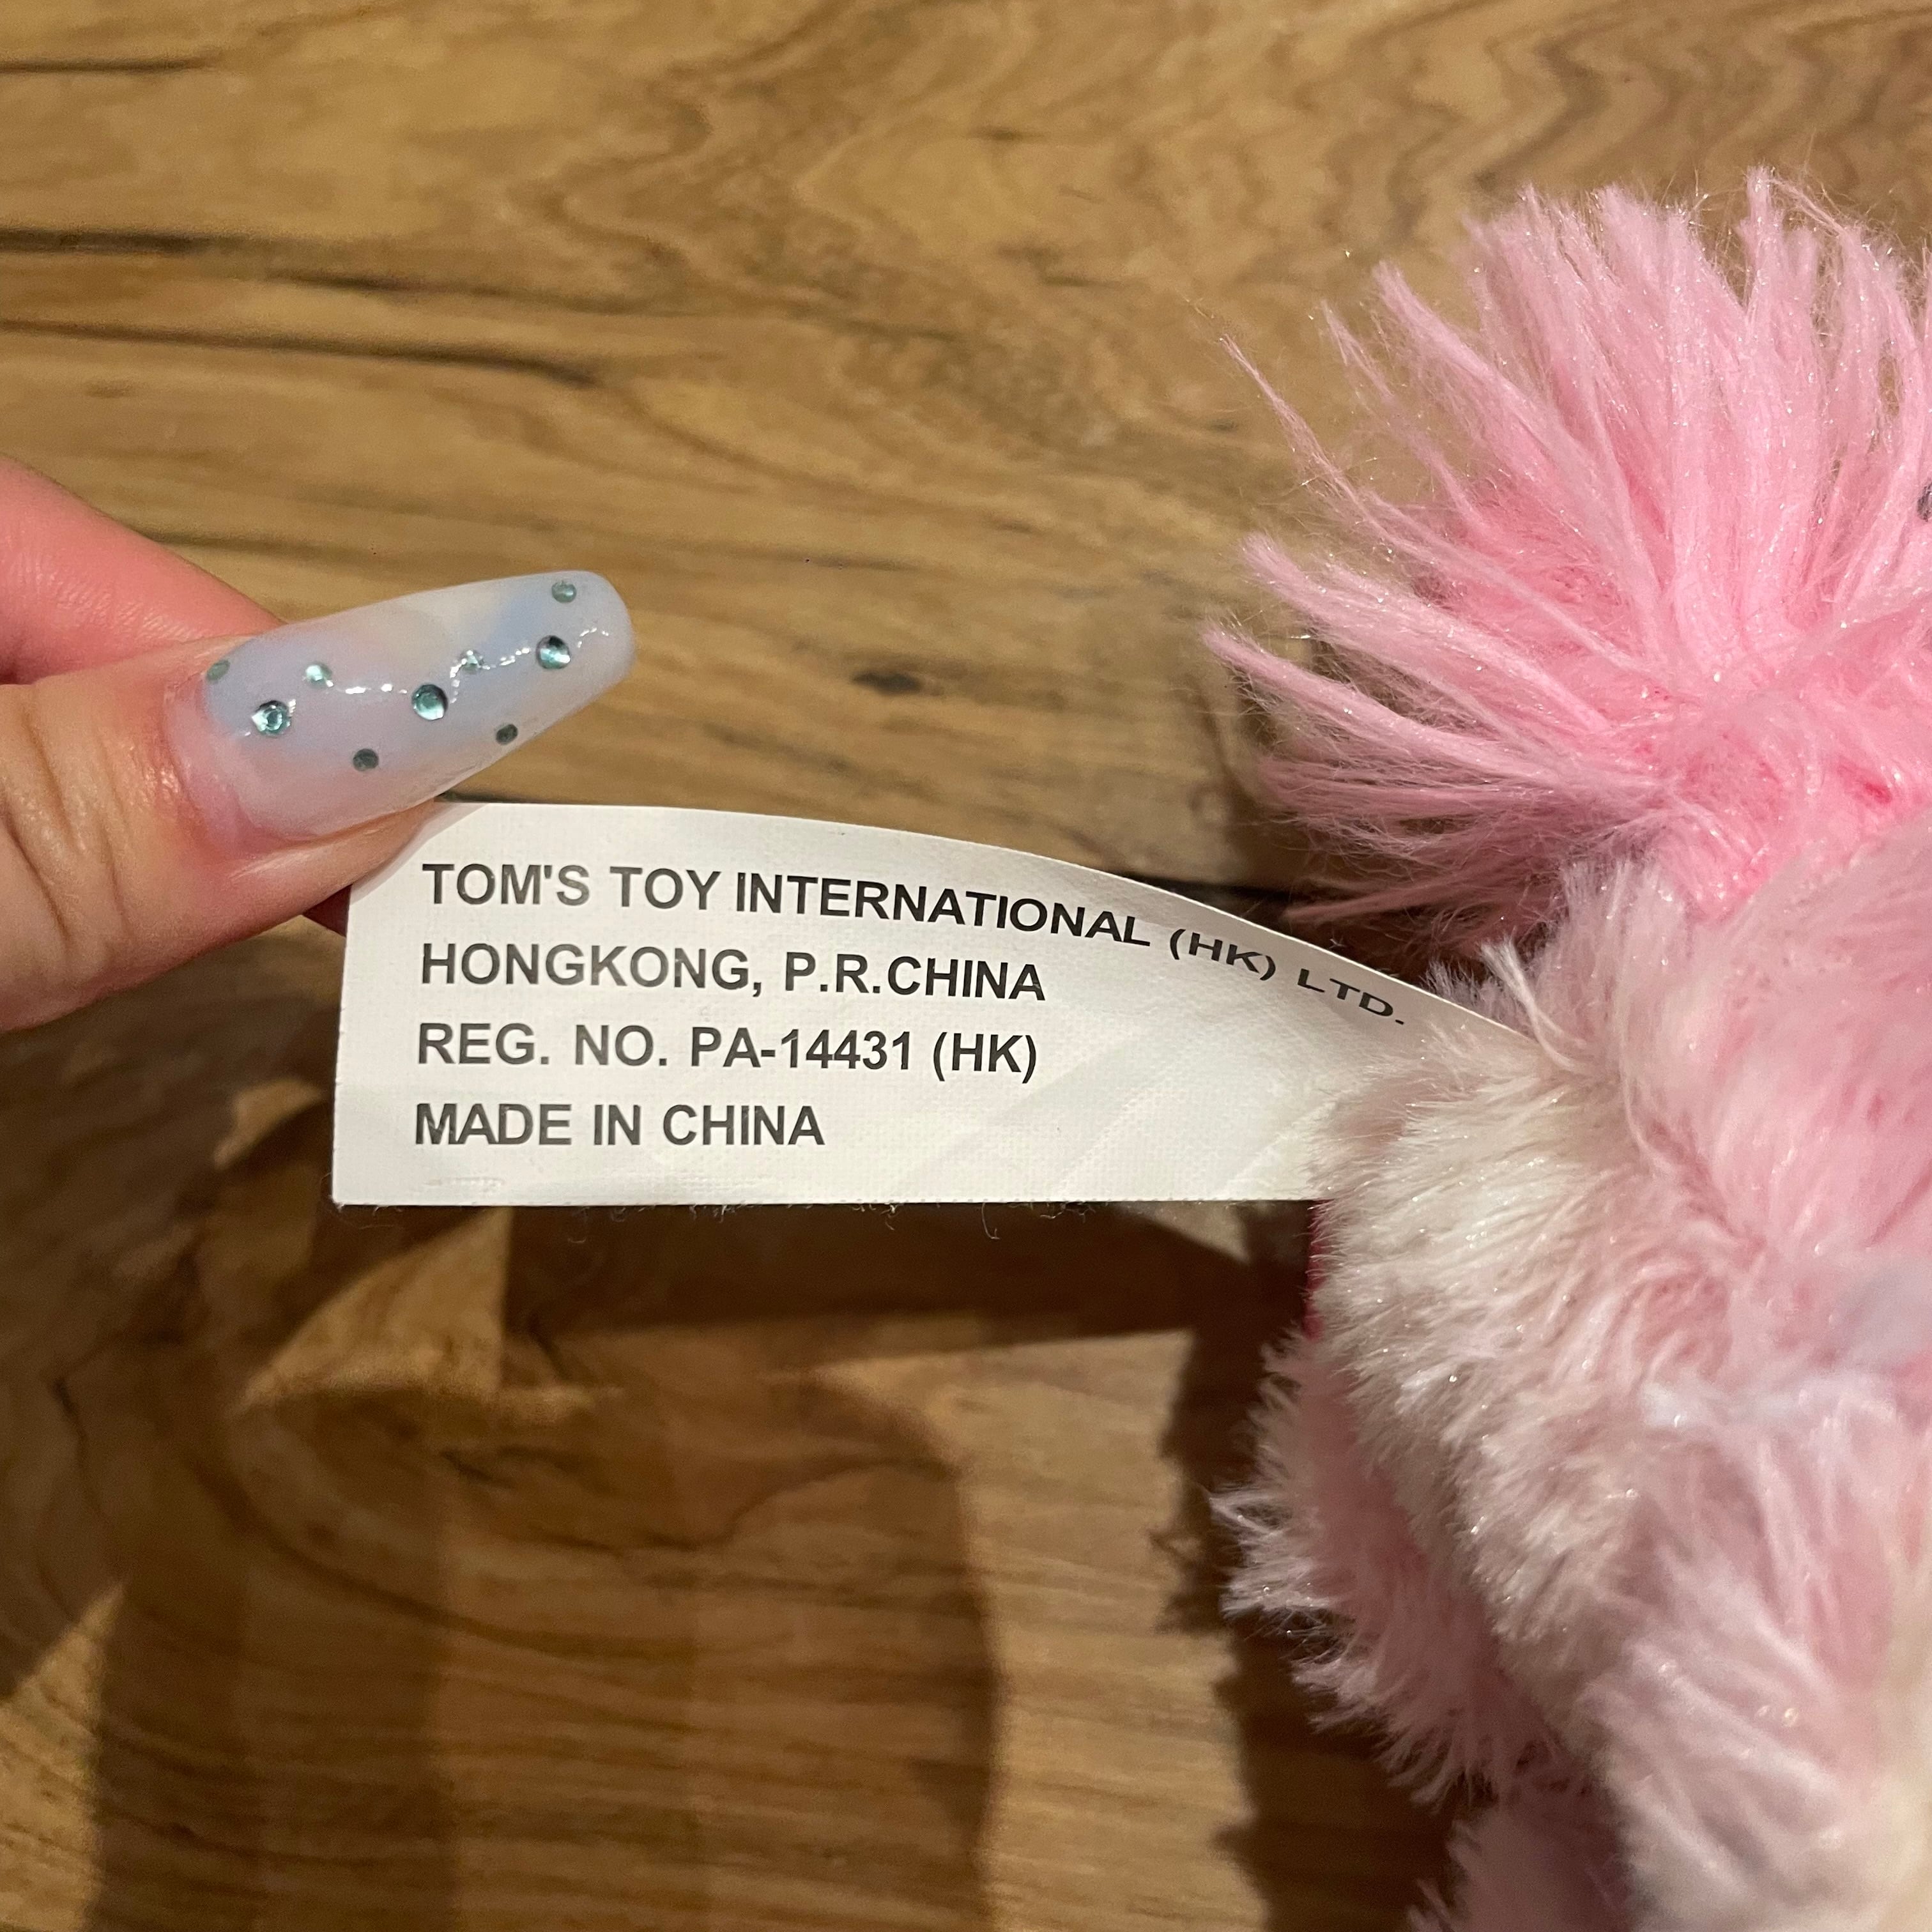 TOM'S TOY INTERNATIONAL (HK) LTD.
HONGKONG, P.R.CHINA
REG. NO. PA-14431 (HK)
MADE IN CHINA